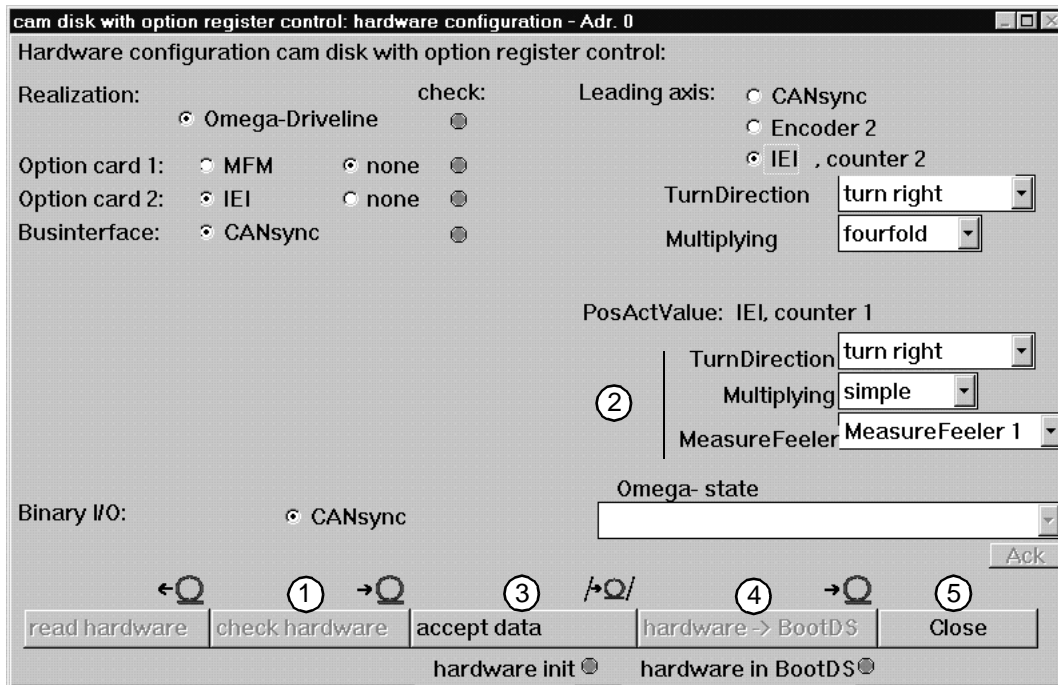 cam disk with option register control: hardware configuration - Adr. 0
Hardware configuration cam disk with option register control:
Realization:
check:
Omega-Driveline
Option card 1: MFM none
Option card 2: IEI none
Businterface: CANsync
Leading axis: CANsync
Encoder 2
IEI , counter 2
TurnDirection turn right
Multiplying fourfold
PosActValue: IEI, counter 1
TurnDirection turn right
2
Multiplying simple
MeasureFeeler MeasureFeeler 1
Omega- state
Binary I/O: CANsync
Ack
1 3 4 5
read hardware check hardware accept data hardware -> BootDS Close
hardware init hardware in BootDS